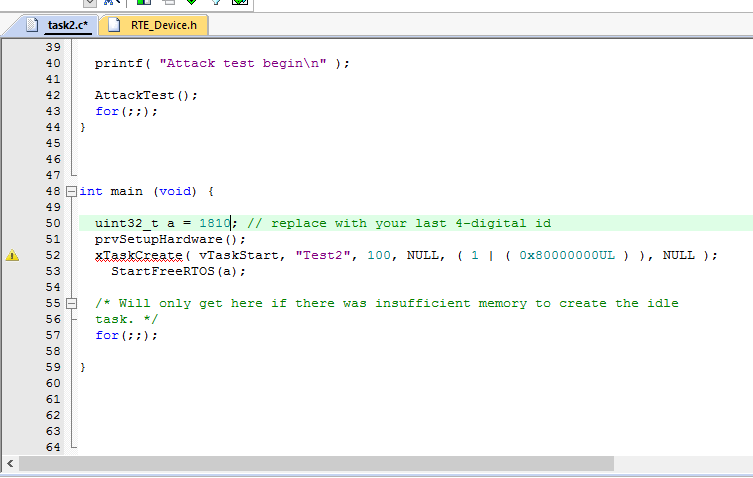 task2.c* RTE_Device.h
39
40 printf( "Attack test begin\n" );
41
42 AttackTest();
43 for(;;);
44 }
45
46
47
48 int main (void) {
49
50 uint32_t a = 1810; // replace with your last 4-digital id
51 prvSetupHardware();
52 xTaskCreate( vTaskStart, "Test2", 100, NULL, ( 1 | ( 0x80000000UL ) ), NULL );
53 StartFreeRTOS(a);
54
55 /* Will only get here if there was insufficient memory to create the idle
56 task. */
57 for(;;);
58
59 }
60
61
62
63
64